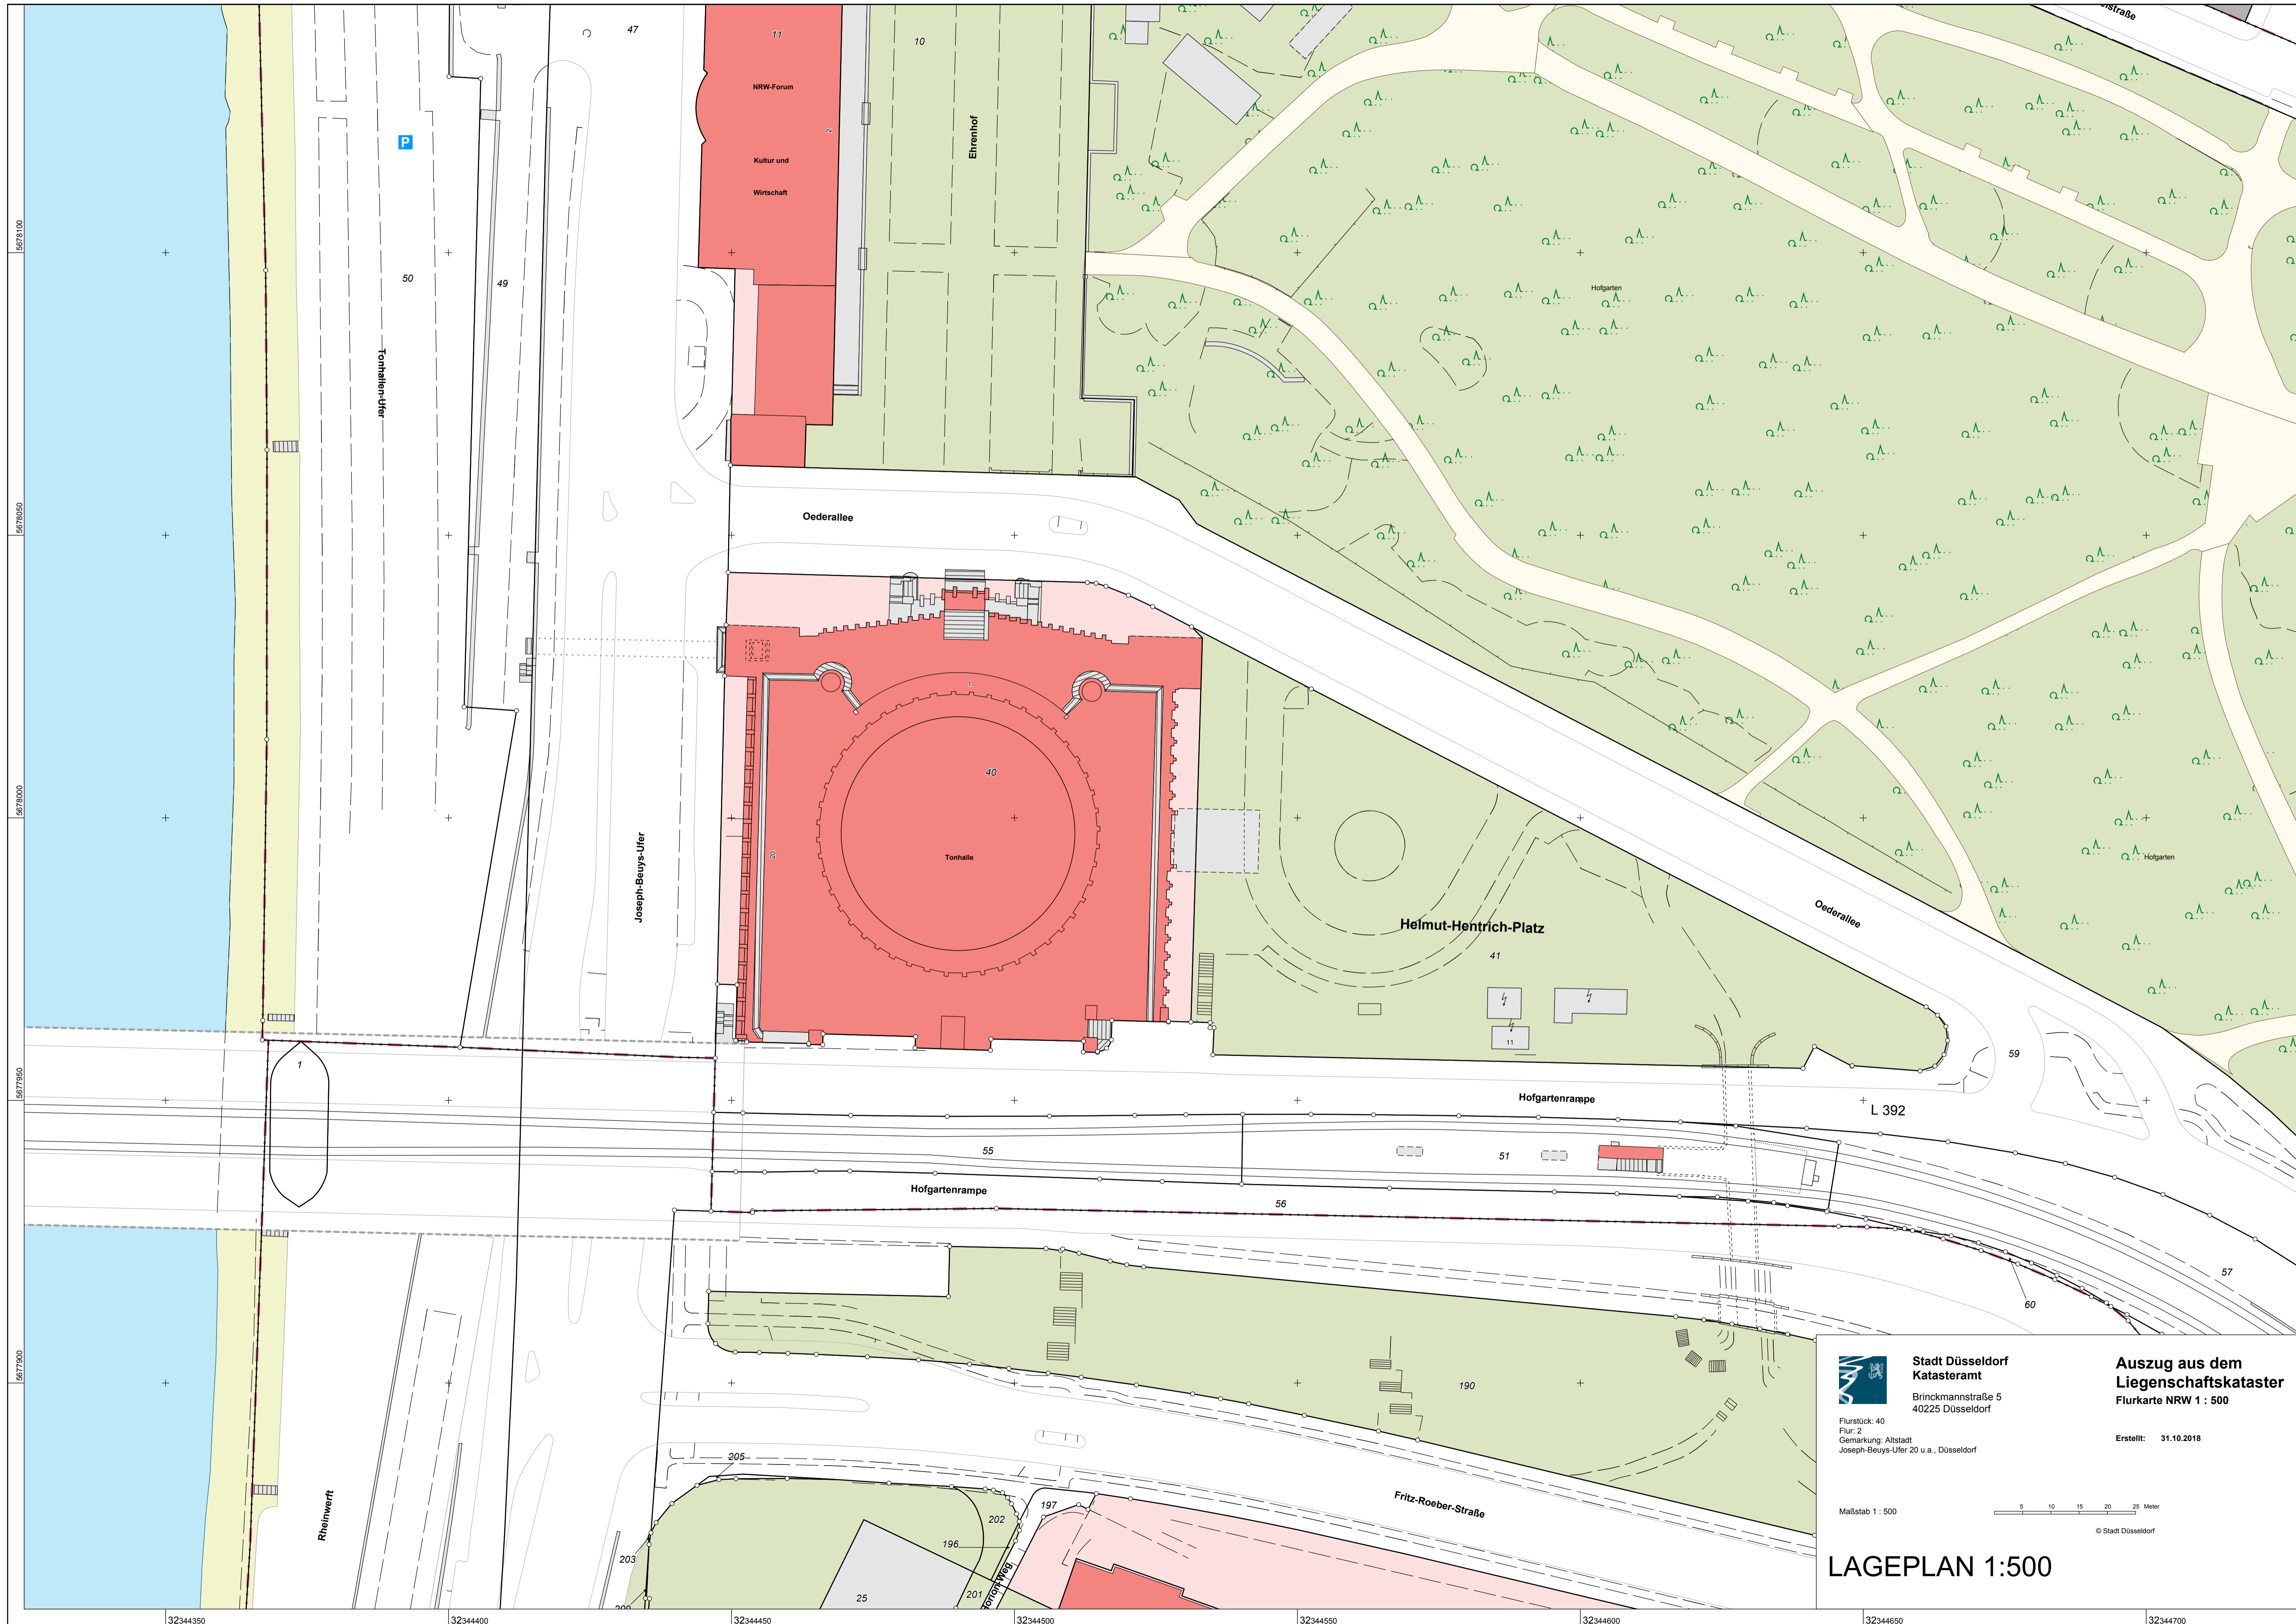 47
11
10
NRW-Forum
2
Kultur und
Wirtschaft
Ehrenhof
P
50
49
Tonhallen-Ufer
Hofgarten
Oederallee
1
40
20
Tonhalle
Joseph-Beuys-Ufer
Helmut-Hentrich-Platz
41
11
Oederallee
Hofgarten
59
1
Hofgartenrampe
L 392
55
51
Hofgartenrampe
56
57
60
190
205
Fritz-Roeber-Straße
197
202
196
203
201
25
Rheinwerft
5678100
5678050
5678000
5677950
5677900
32344350
32344400
32344450
32344500
32344550
32344600
32344650
32344700
Stadt Düsseldorf
Katasteramt
Brinckmannstraße 5
40225 Düsseldorf
Flurstück: 40
Flur: 2
Gemarkung: Altstadt
Joseph-Beuys-Ufer 20 u.a., Düsseldorf
Auszug aus dem
Liegenschaftskataster
Flurkarte NRW 1 : 500
Erstellt: 31.10.2018
Maßstab 1 : 500
5 10 15 20 25 Meter
© Stadt Düsseldorf
LAGEPLAN 1:500